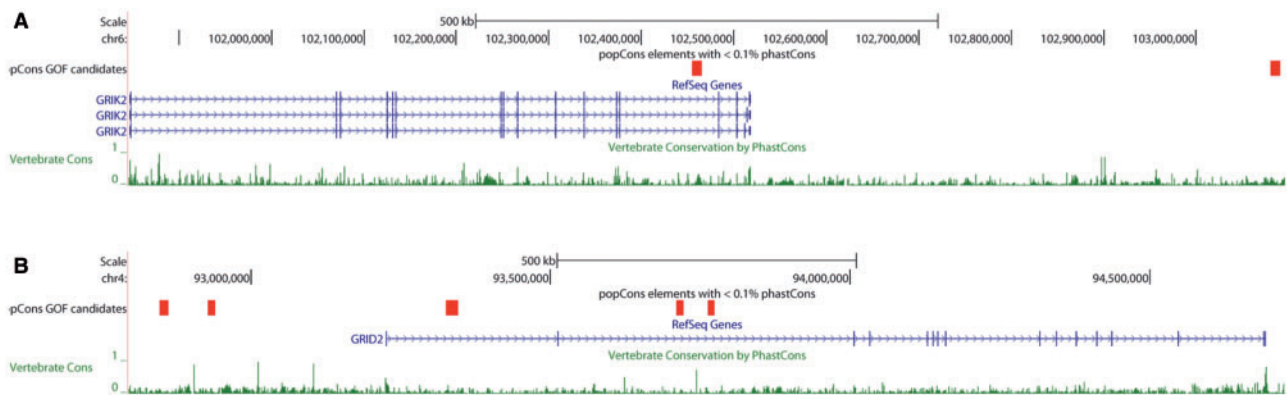 A
Scale 500 kb
chr6: 102,000,000 102,100,000 102,200,000 102,300,000 102,400,000 102,500,000 102,600,000 102,700,000 102,800,000 102,900,000 103,000,000
popCons elements with < 0.1% phastCons
pCons GOF candidates
RefSeq Genes
GRIK2
GRIK2
GRIK2
Vertebrate Conservation by PhastCons
1
Vertebrate Cons
0
B
Scale 500 kb
chr4: 93,000,000 93,500,000 94,000,000 94,500,000
popCons elements with < 0.1% phastCons
pCons GOF candidates
RefSeq Genes
GRID2
Vertebrate Conservation by PhastCons
1
Vertebrate Cons
0